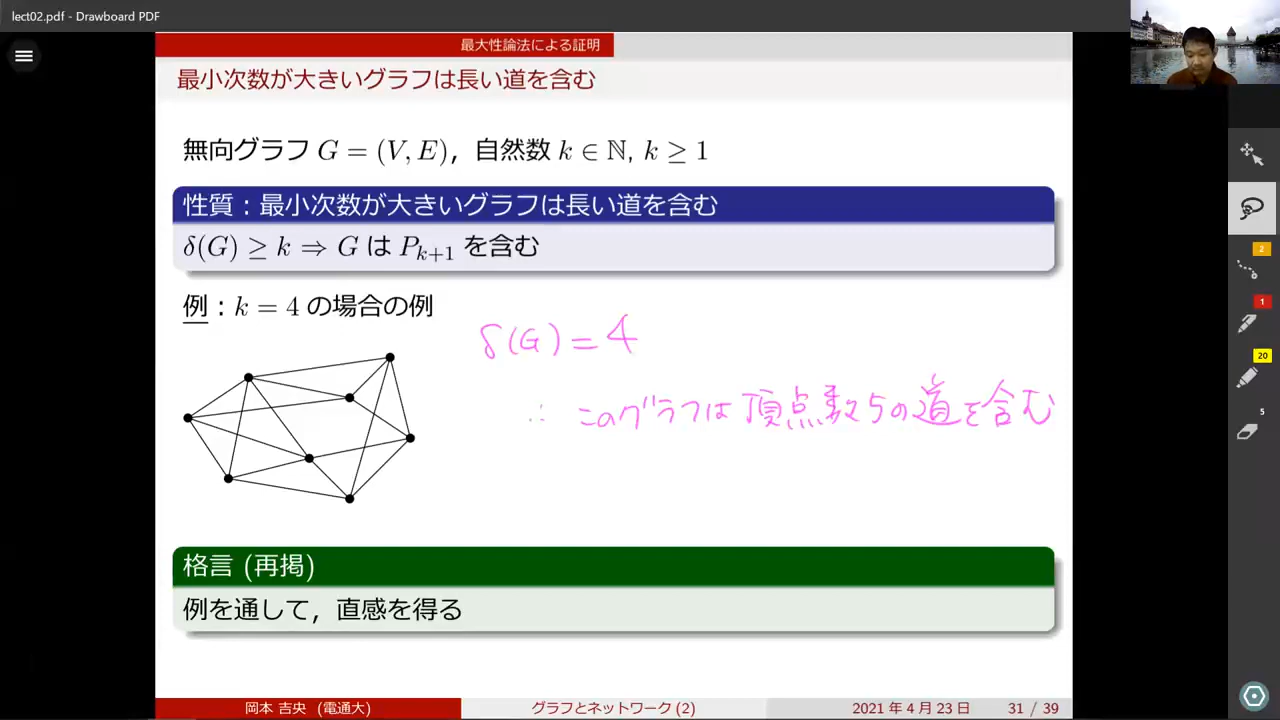 lect02.pdf - Drawboard PDF
最大性論法による証明
最小次数が大きいグラフは長い道を含む
無向グラフ G = (V, E)，自然数 k ∈ ℕ, k ≥ 1
性質：最小次数が大きいグラフは長い道を含む
δ(G) ≥ k ⇒ G は P_{k+1} を含む
例：k = 4 の場合の例
δ(G) = 4
∴ このグラフは頂点数5の道を含む
格言 (再掲)
例を通して，直感を得る
岡本 吉央 (電通大)
グラフとネットワーク (2)
2021 年 4 月 23 日
31 / 39
2
1
20
5